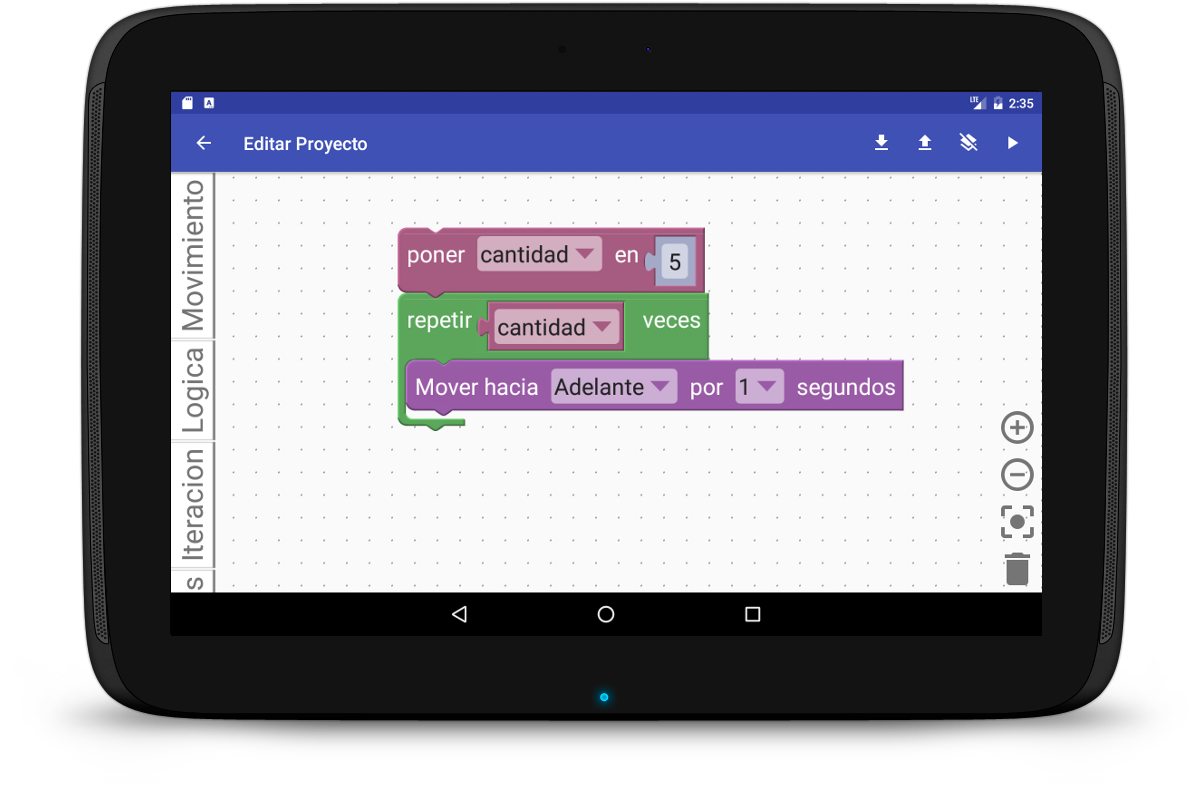 A
LTE 2:35
Editar Proyecto
Movimiento
Logica
Iteracion
s
poner cantidad en 5
repetir cantidad veces
Mover hacia Adelante por 1 segundos